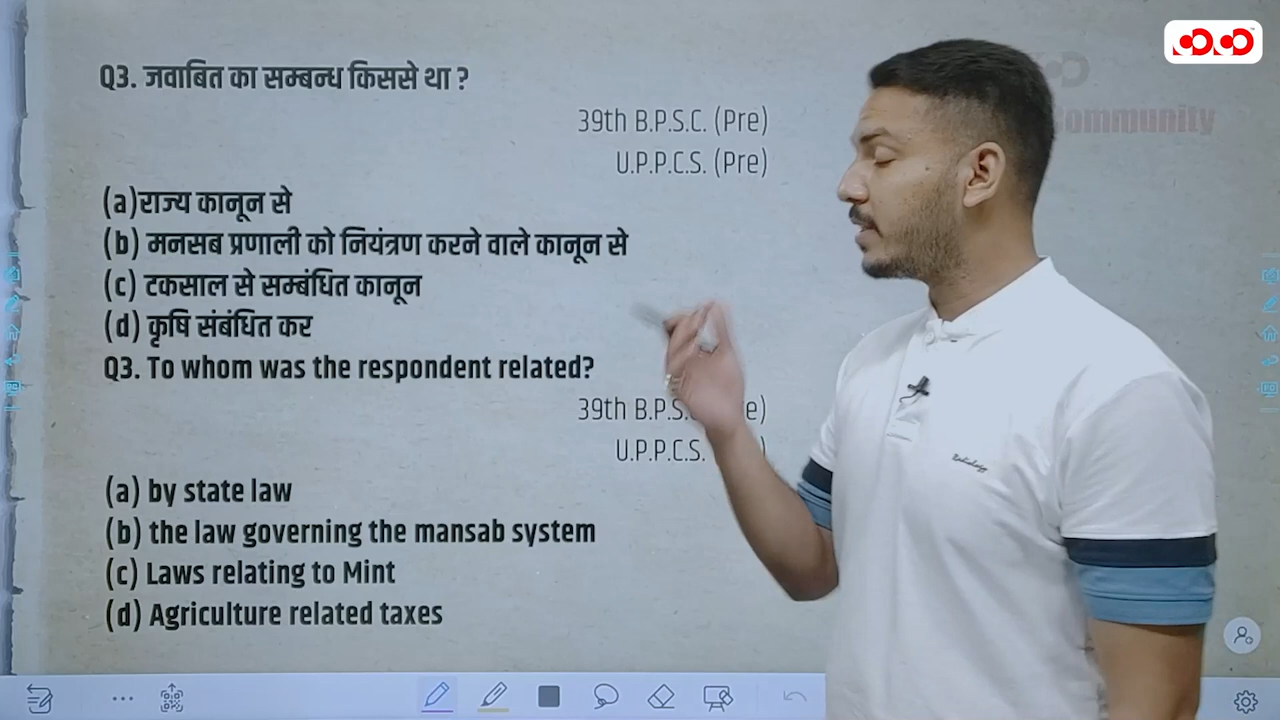 Q3. जवाबित का सम्बन्ध किससे था ?
39th B.P.S.C. (Pre)
U.P.P.C.S. (Pre)
(a)राज्य कानून से
(b) मनसब प्रणाली को नियंत्रण करने वाले कानून से
(c) टकसाल से सम्बंधित कानून
(d) कृषि संबंधित कर
Q3. To whom was the respondent related?
39th B.P.S.
U.P.P.C.S.
(a) by state law
(b) the law governing the mansab system
(c) Laws relating to Mint
(d) Agriculture related taxes